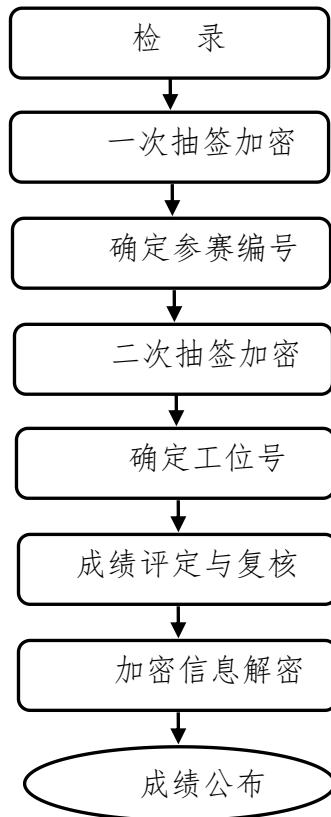 检 录
一次抽签加密
确定参赛编号
二次抽签加密
确定工位号
成绩评定与复核
加密信息解密
成绩公布